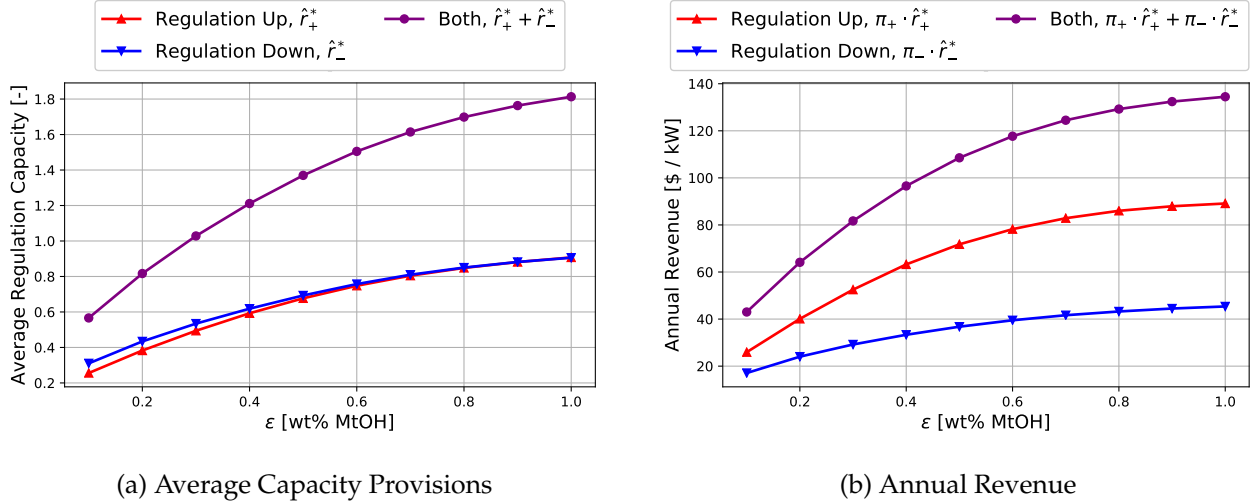 Regulation Up, r̂*₊
Both, r̂*₊ + r̂*₋
Regulation Down, r̂*₋
Average Regulation Capacity [-]
1.8
1.6
1.4
1.2
1.0
0.8
0.6
0.4
0.2
0.2 0.4 0.6 0.8 1.0
ε [wt% MtOH]
(a) Average Capacity Provisions
Regulation Up, π₊ · r̂*₊
Both, π₊ · r̂*₊ + π₋ · r̂*₋
Regulation Down, π₋ · r̂*₋
Annual Revenue [$ / kW]
140
120
100
80
60
40
20
0.2 0.4 0.6 0.8 1.0
ε [wt% MtOH]
(b) Annual Revenue